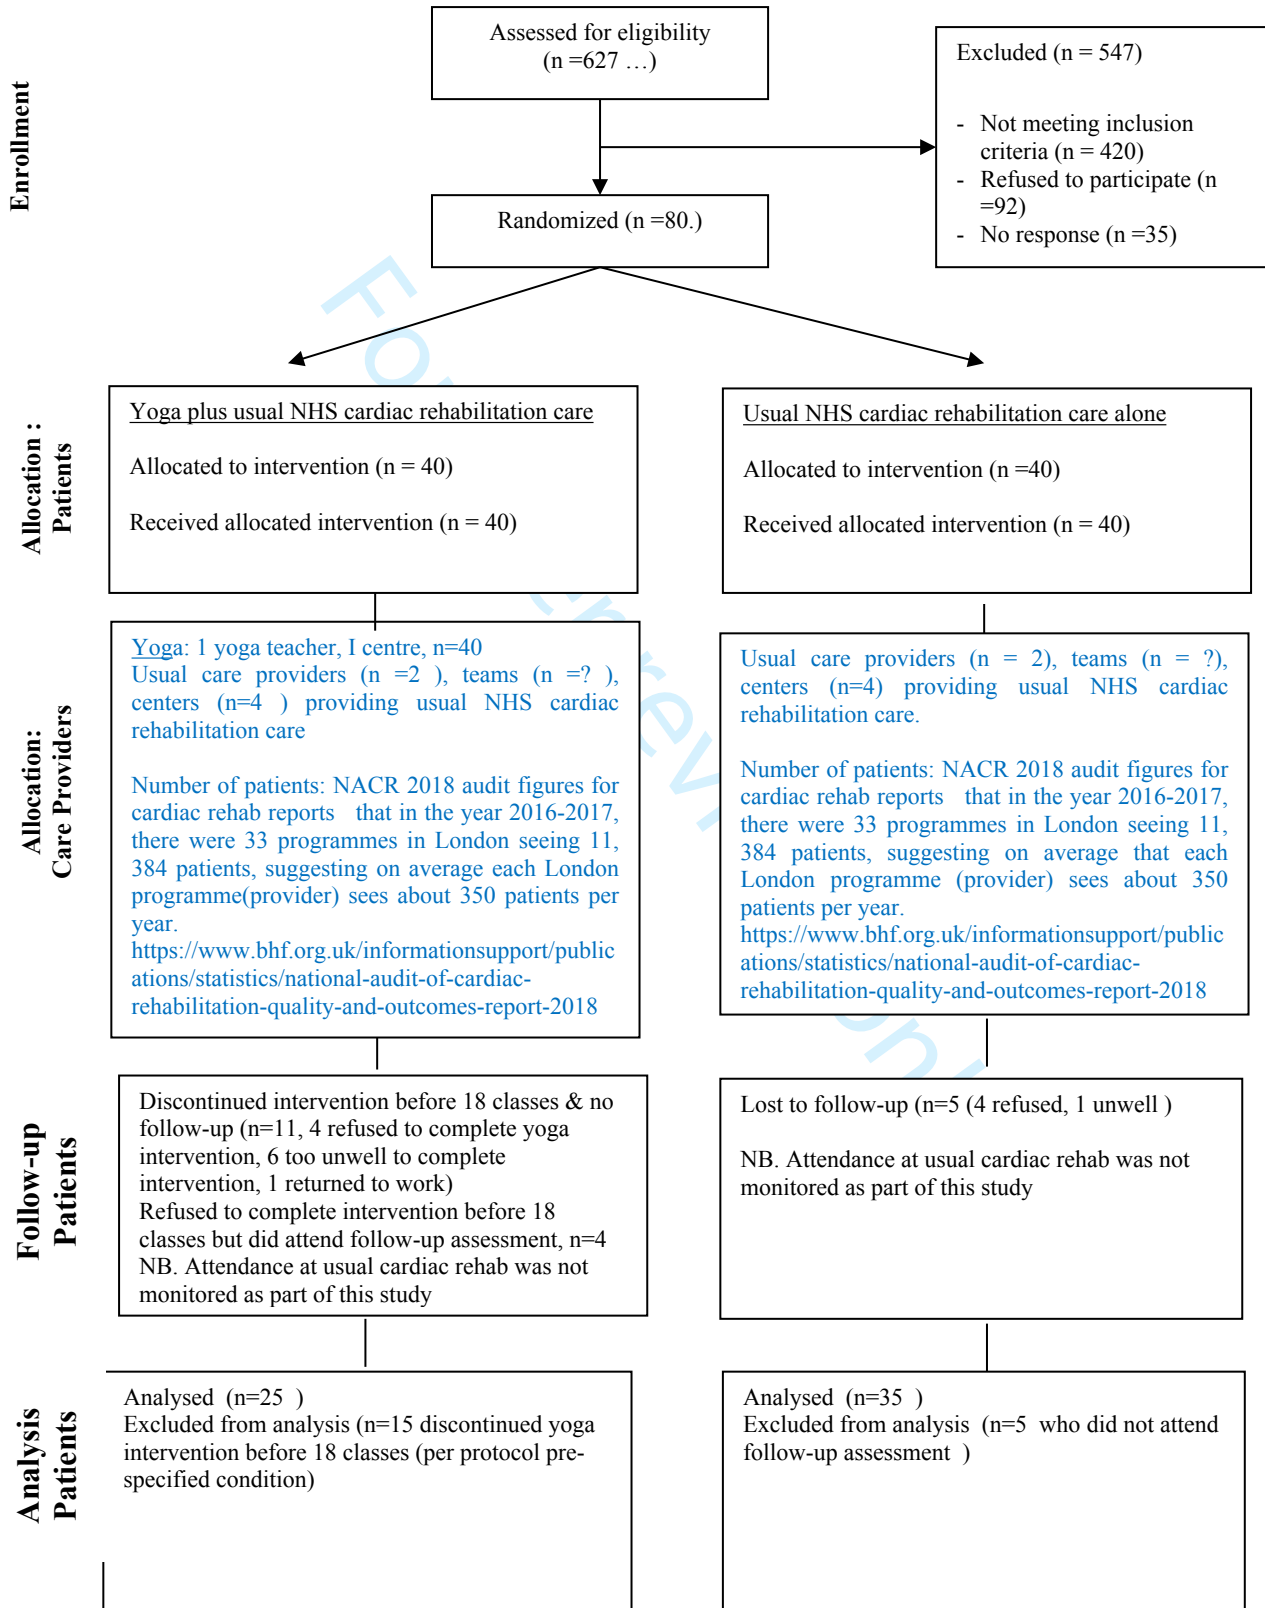 Assessed for eligibility
(n =627 …)
Excluded (n = 547)
- Not meeting inclusion
criteria (n = 420)
- Refused to participate (n
=92)
- No response (n =35)
Enrollment
Randomized (n =80.)
Allocation :
Patients
Yoga plus usual NHS cardiac rehabilitation care
Allocated to intervention (n = 40)
Received allocated intervention (n = 40)
Usual NHS cardiac rehabilitation care alone
Allocated to intervention (n =40)
Received allocated intervention (n = 40)
Allocation:
Care Providers
Yoga: 1 yoga teacher, I centre, n=40
Usual care providers (n =2 ), teams (n =? ),
centers (n=4 ) providing usual NHS cardiac
rehabilitation care
Number of patients: NACR 2018 audit figures for
cardiac rehab reports that in the year 2016-2017,
there were 33 programmes in London seeing 11,
384 patients, suggesting on average each London
programme(provider) sees about 350 patients per
year.
https://www.bhf.org.uk/informationsupport/public
ations/statistics/national-audit-of-cardiac-
rehabilitation-quality-and-outcomes-report-2018
Usual care providers (n = 2), teams (n = ?),
centers (n=4) providing usual NHS cardiac
rehabilitation care.
Number of patients: NACR 2018 audit figures for
cardiac rehab reports that in the year 2016-2017,
there were 33 programmes in London seeing 11,
384 patients, suggesting on average that each
London programme (provider) sees about 350
patients per year.
https://www.bhf.org.uk/informationsupport/public
ations/statistics/national-audit-of-cardiac-
rehabilitation-quality-and-outcomes-report-2018
Follow-up
Patients
Discontinued intervention before 18 classes & no
follow-up (n=11, 4 refused to complete yoga
intervention, 6 too unwell to complete
intervention, 1 returned to work)
Refused to complete intervention before 18
classes but did attend follow-up assessment, n=4
NB. Attendance at usual cardiac rehab was not
monitored as part of this study
Lost to follow-up (n=5 (4 refused, 1 unwell )
NB. Attendance at usual cardiac rehab was not
monitored as part of this study
Analysis
Patients
Analysed (n=25 )
Excluded from analysis (n=15 discontinued yoga
intervention before 18 classes (per protocol pre-
specified condition)
Analysed (n=35 )
Excluded from analysis (n=5 who did not attend
follow-up assessment )